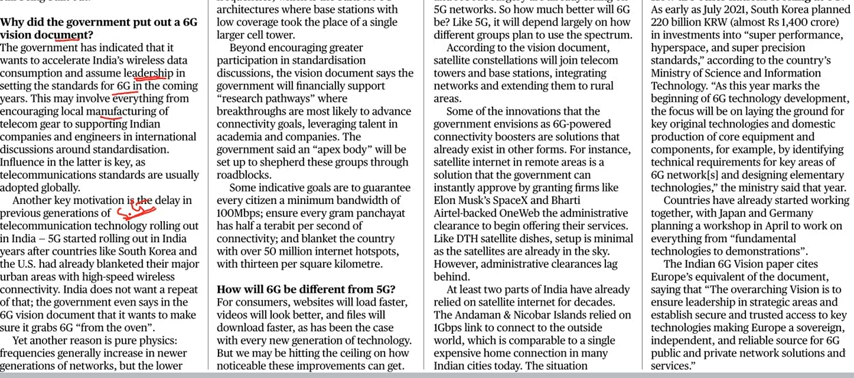 Why did the government put out a 6G
vision document?
The government has indicated that it
wants to accelerate India's wireless data
consumption and assume leadership in
setting the standards for 6G in the coming
years. This may involve everything from
encouraging local manufacturing of
telecom gear to supporting Indian
companies and engineers in international
discussions around standardisation.
Influence in the latter is key, as
telecommunications standards are usually
adopted globally.
Another key motivation is the delay in
previous generations of
telecommunication technology rolling out
in India – 5G started rolling out in India
years after countries like South Korea and
the U.S. had already blanketed their major
urban areas with high-speed wireless
connectivity. India does not want a repeat
of that; the government even says in the
6G vision document that it wants to make
sure it grabs 6G "from the oven".
Yet another reason is pure physics:
frequencies generally increase in newer
generations of networks, but the lower
architectures where base stations with
low coverage took the place of a single
larger cell tower.
Beyond encouraging greater
participation in standardisation
discussions, the vision document says the
government will financially support
"research pathways" where
breakthroughs are most likely to advance
connectivity goals, leveraging talent in
academia and companies. The
government said an "apex body" will be
set up to shepherd these groups through
roadblocks.
Some indicative goals are to guarantee
every citizen a minimum bandwidth of
100Mbps; ensure every gram panchayat
has half a terabit per second of
connectivity; and blanket the country
with over 50 million internet hotspots,
with thirteen per square kilometre.
How will 6G be different from 5G?
For consumers, websites will load faster,
videos will look better, and files will
download faster, as has been the case
with every new generation of technology.
But we may be hitting the ceiling on how
noticeable these improvements can get.
5G networks. So how much better will 6G
be? Like 5G, it will depend largely on how
different groups plan to use the spectrum.
According to the vision document,
satellite constellations will join telecom
towers and base stations, integrating
networks and extending them to rural
areas.
Some of the innovations that the
government envisions as 6G-powered
connectivity boosters are solutions that
already exist in other forms. For instance,
satellite internet in remote areas is a
solution that the government can
instantly approve by granting firms like
Elon Musk's SpaceX and Bharti
Airtel-backed OneWeb the administrative
clearance to begin offering their services.
Like DTH satellite dishes, setup is minimal
as the satellites are already in the sky.
However, administrative clearances lag
behind.
At least two parts of India have already
relied on satellite internet for decades.
The Andaman & Nicobar Islands relied on
1Gbps link to connect to the outside
world, which is comparable to a single
expensive home connection in many
Indian cities today. The situation
As early as July 2021, South Korea planned
220 billion KRW (almost Rs 1,400 crore)
in investments into "super performance,
hyperspace, and super precision
standards," according to the country's
Ministry of Science and Information
Technology. "As this year marks the
beginning of 6G technology development,
the focus will be on laying the ground for
key original technologies and domestic
production of core equipment and
components, for example, by identifying
technical requirements for key areas of
6G network[s] and designing elementary
technologies," the ministry said that year.
Countries have already started working
together, with Japan and Germany
planning a workshop in April to work on
everything from "fundamental
technologies to demonstrations".
The Indian 6G Vision paper cites
Europe's equivalent of the document,
saying that "The overarching Vision is to
ensure leadership in strategic areas and
establish secure and trusted access to key
technologies making Europe a sovereign,
independent, and reliable source for 6G
public and private network solutions and
services."